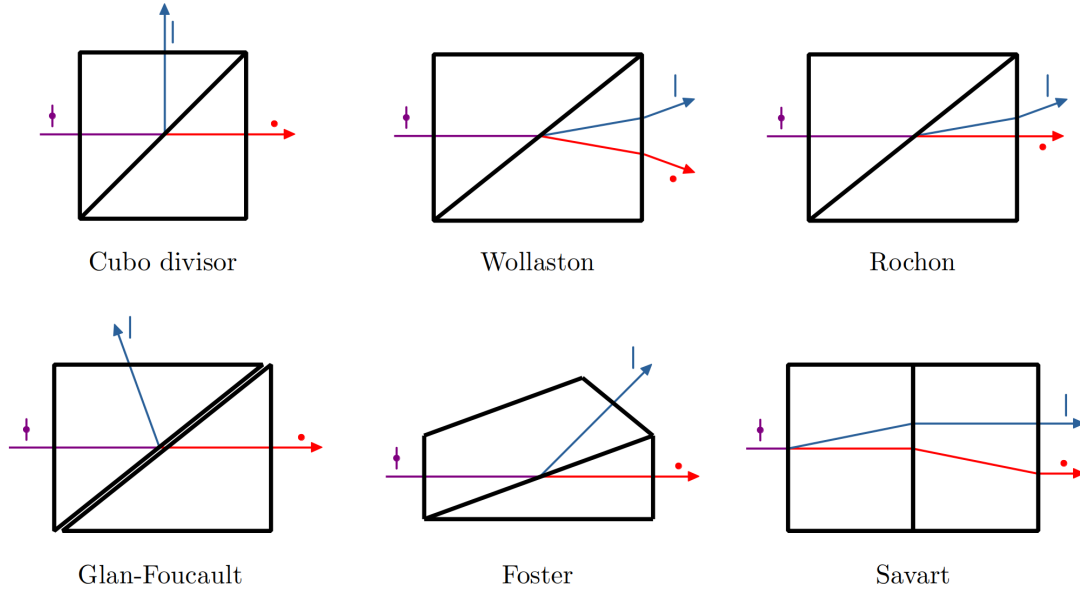 Cubo divisor
Wollaston
Rochon
Glan-Foucault
Foster
Savart